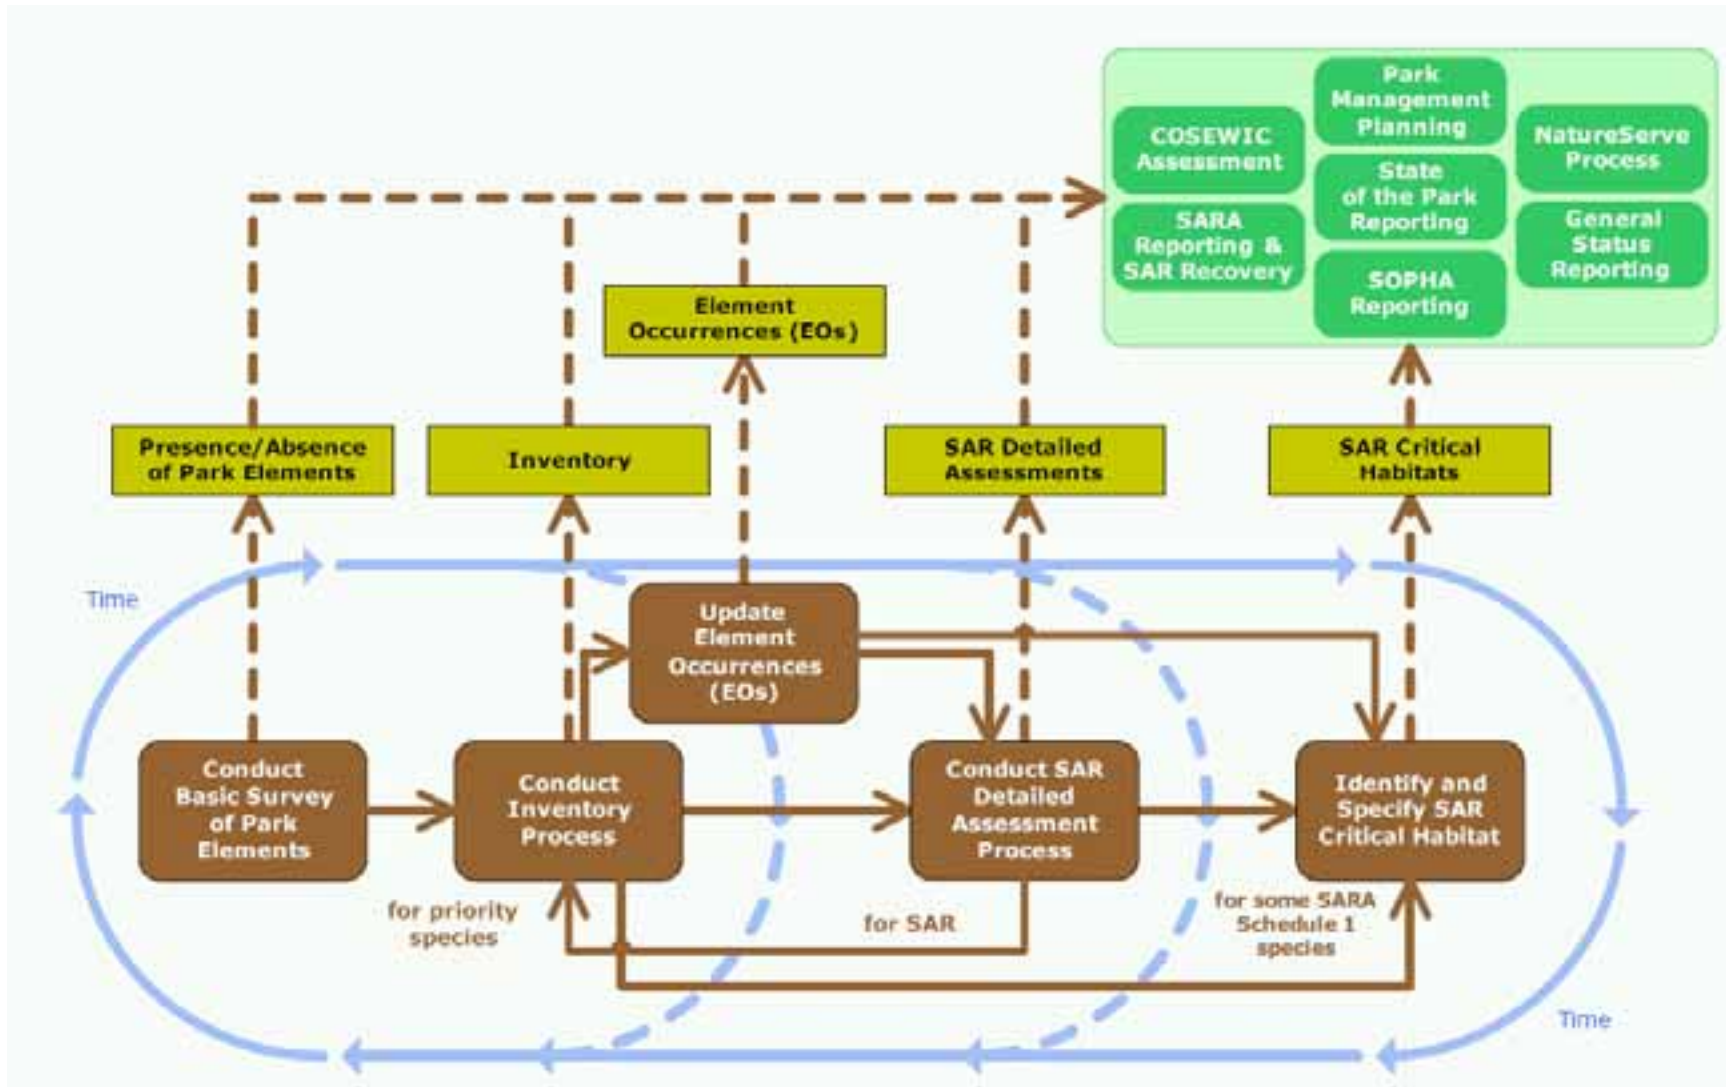 Park
Management
Planning
COSEWIC
Assessment
NatureServe
Process
State
of the Park
Reporting
SARA
Reporting &
SAR Recovery
General
Status
Reporting
SOPHA
Reporting
Element
Occurrences (EOs)
Presence/Absence
of Park Elements
Inventory
SAR Detailed
Assessments
SAR Critical
Habitats
Time
Update
Element
Occurrences
(EOs)
Conduct
Basic Survey
of Park
Elements
Conduct
Inventory
Process
Conduct SAR
Detailed
Assessment
Process
Identify and
Specify SAR
Critical Habitat
for priority
species
for SAR
for some SARA
Schedule 1
species
Time